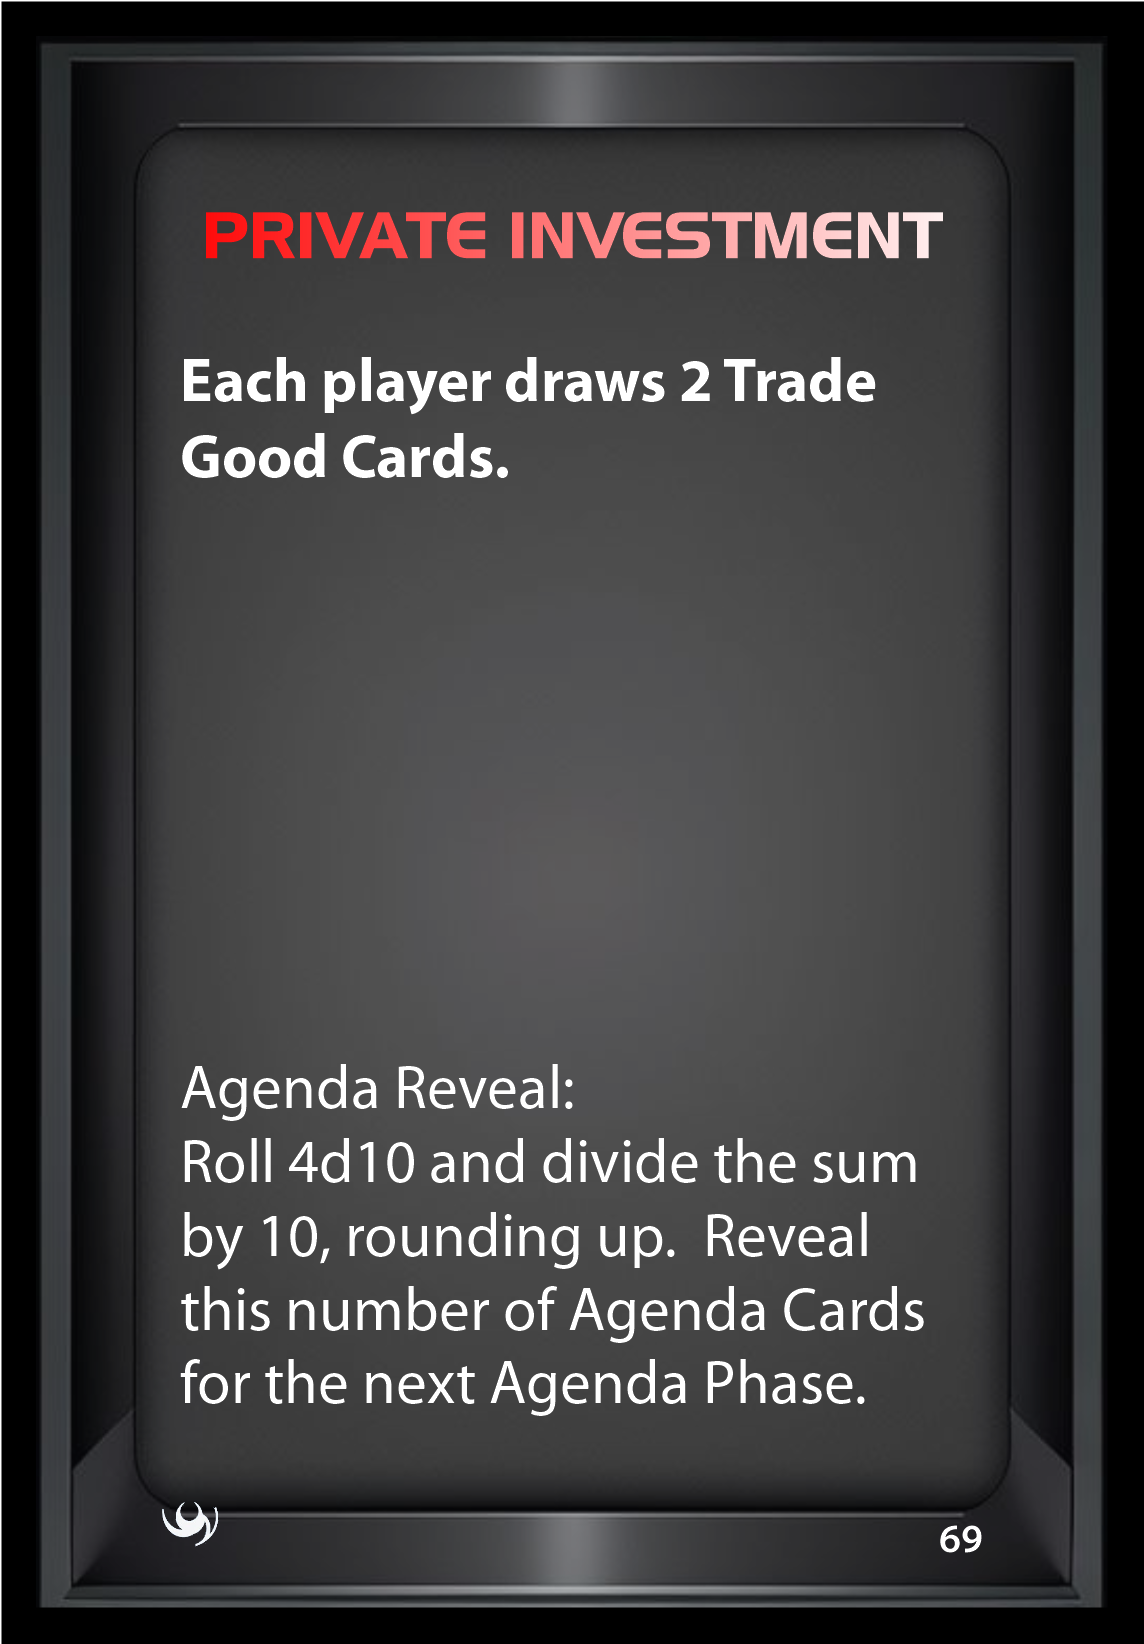 PRIVATE INVESTMENT
Each player draws 2 Trade
Good Cards.
Agenda Reveal:
Roll 4d10 and divide the sum
by 10, rounding up.  Reveal
this number of Agenda Cards
for the next Agenda Phase.
69